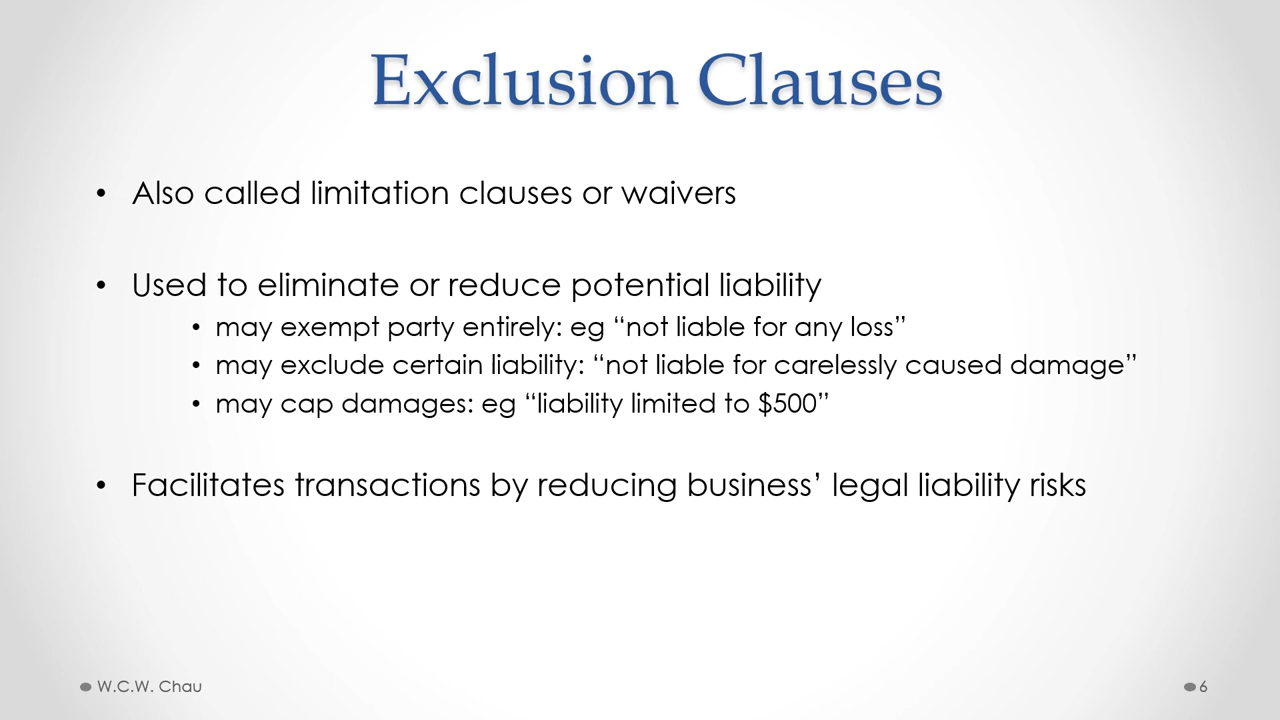 Exclusion Clauses
• Also called limitation clauses or waivers
• Used to eliminate or reduce potential liability
• may exempt party entirely: eg “not liable for any loss”
• may exclude certain liability: “not liable for carelessly caused damage”
• may cap damages: eg “liability limited to $500”
• Facilitates transactions by reducing business’ legal liability risks
W.C.W. Chau
6